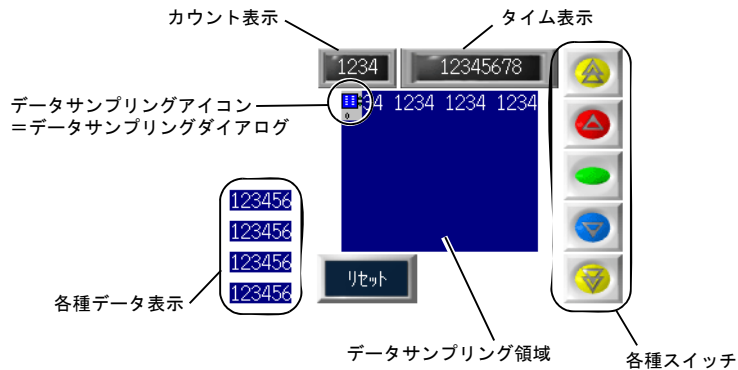 カウント表示
タイム表示
1234
12345678
データサンプリングアイコン
＝データサンプリングダイアログ
34 1234 1234 1234
0
123456
123456
123456
123456
リセット
各種データ表示
データサンプリング領域
各種スイッチ